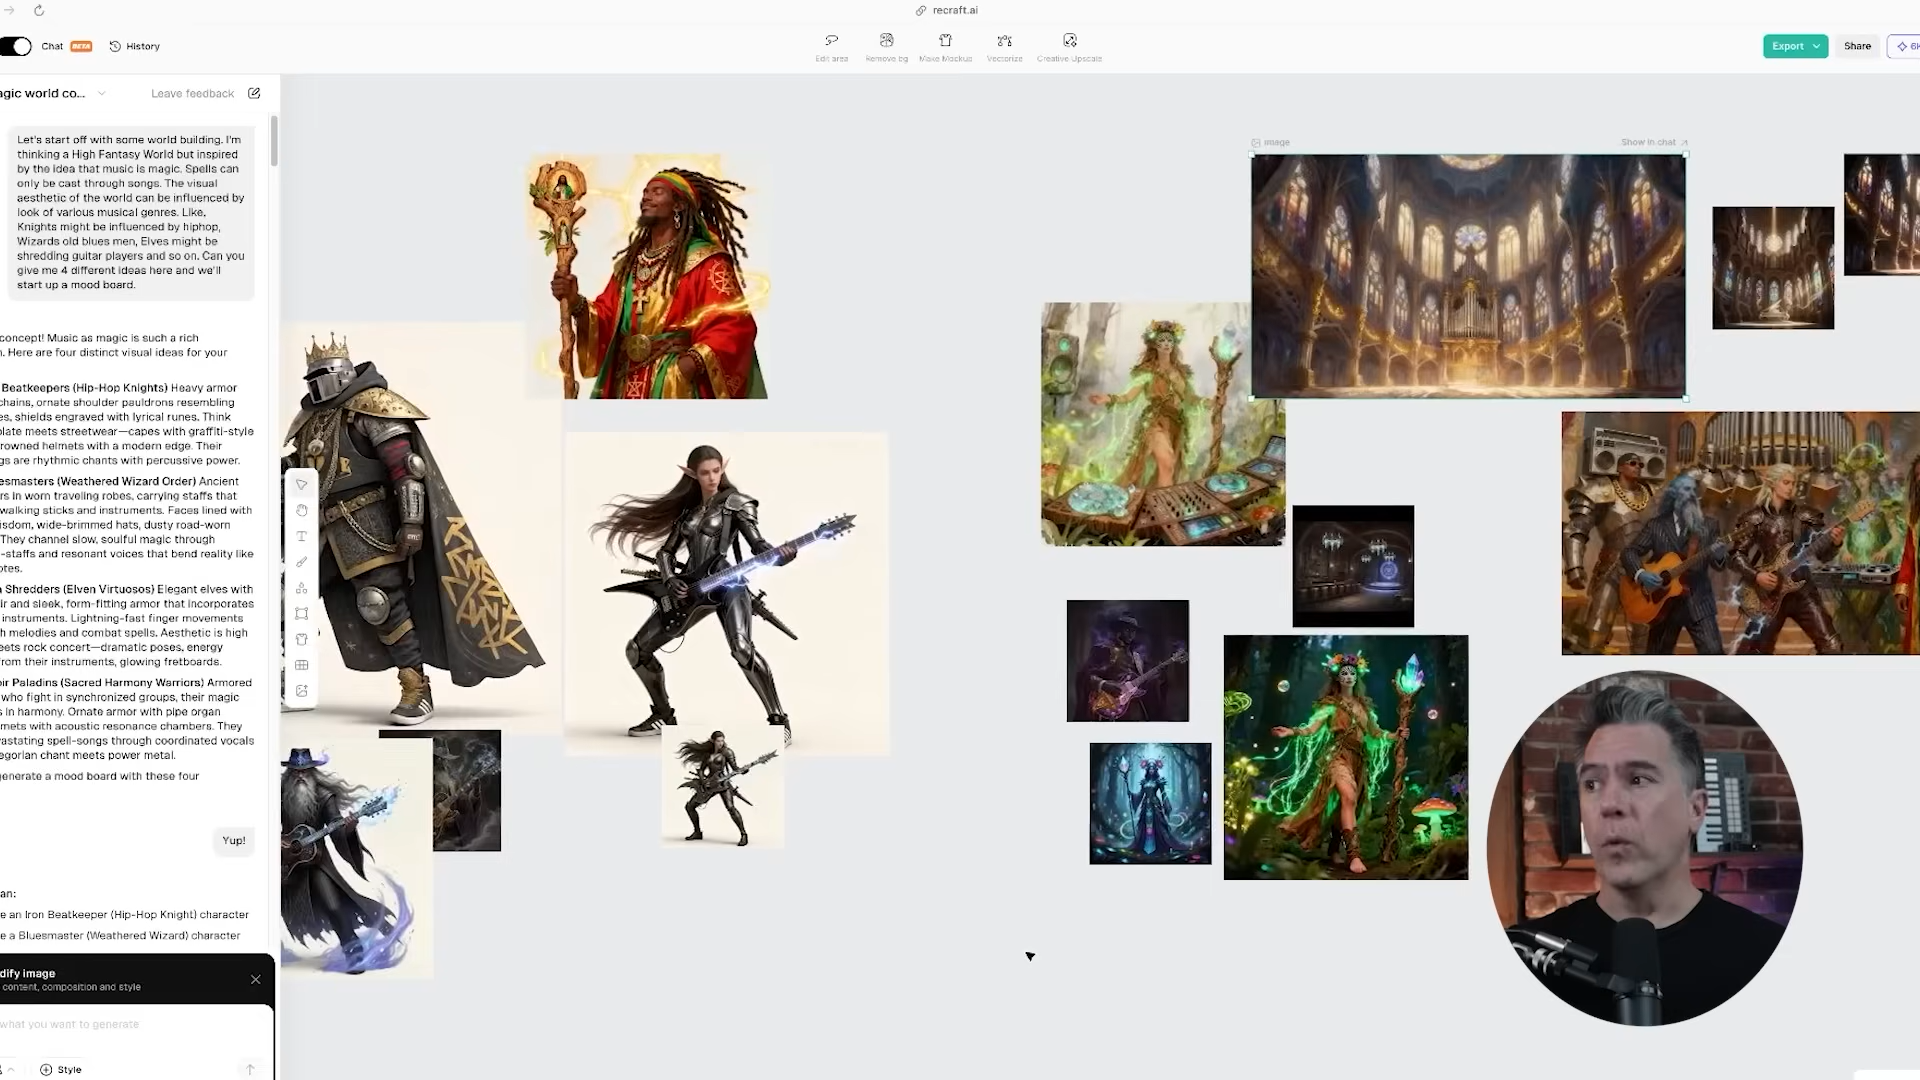 recraft.ai
Chat BETA History
Edit area Remove bg Make Mockup Vectorize Creative Upscale
Export Share 6K
agic world co... Leave feedback
Let's start off with some world building. I'm
thinking a High Fantasy World but inspired
by the idea that music is magic. Spells can
only be cast through songs. The visual
aesthetic of the world can be influenced by
look of various musical genres. Like,
Knights might be influenced by hiphop,
Wizards old blues men, Elves might be
shredding guitar players and so on. Can you
give me 4 different ideas here and we'll
start up a mood board.
concept! Music as magic is such a rich
. Here are four distinct visual ideas for your
Beatkeepers (Hip-Hop Knights) Heavy armor
chains, ornate shoulder pauldrons resembling
es, shields engraved with lyrical runes. Think
plate meets streetwear—capes with graffiti-style
rowned helmets with a modern edge. Their
gs are rhythmic chants with percussive power.
esmasters (Weathered Wizard Order) Ancient
rs in worn traveling robes, carrying staffs that
walking sticks and instruments. Faces lined with
isdom, wide-brimmed hats, dusty road-worn
They channel slow, soulful magic through
-staffs and resonant voices that bend reality like
otes.
Shredders (Elven Virtuosos) Elegant elves with
ir and sleek, form-fitting armor that incorporates
instruments. Lightning-fast finger movements
h melodies and combat spells. Aesthetic is high
eets rock concert—dramatic poses, energy
from their instruments, glowing fretboards.
ir Paladins (Sacred Harmony Warriors) Armored
who fight in synchronized groups, their magic
s in harmony. Ornate armor with pipe organ
mets with acoustic resonance chambers. They
vastating spell-songs through coordinated vocals
egorian chant meets power metal.
generate a mood board with these four
Yup!
an:
e an Iron Beatkeeper (Hip-Hop Knight) character
e a Bluesmaster (Weathered Wizard) character
dify image
content, composition and style
what you want to generate
Style
Image Show in chat